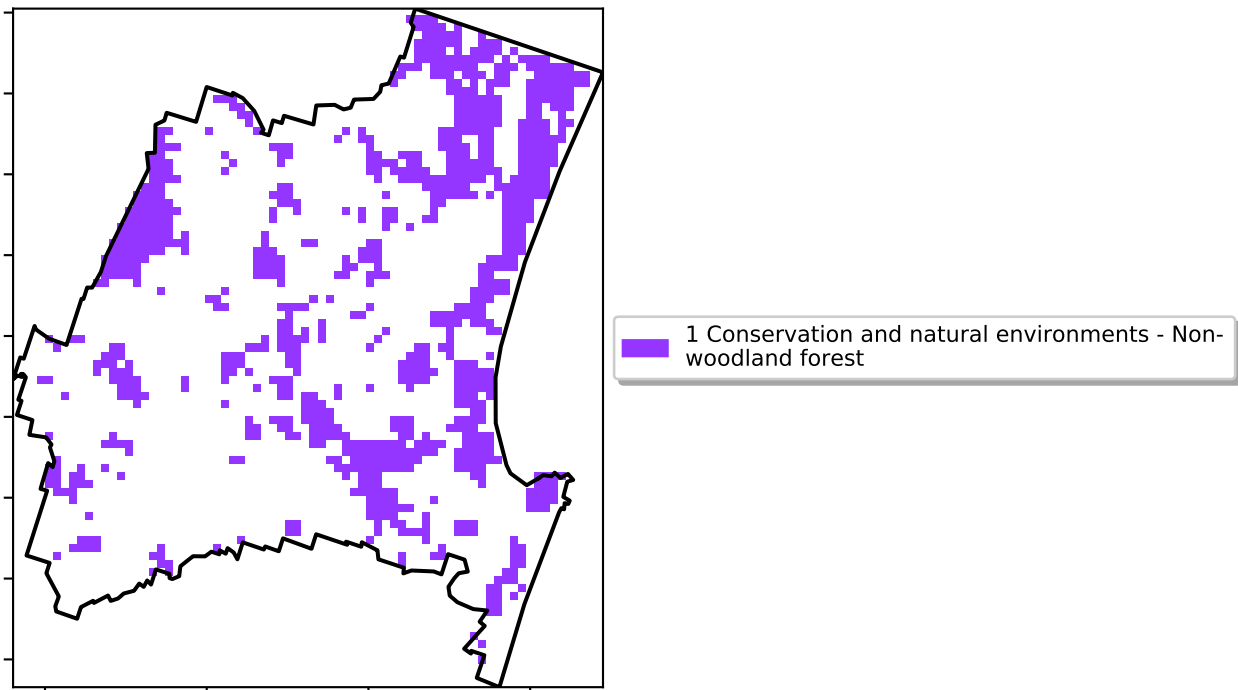 1 Conservation and natural environments - Non-
woodland forest